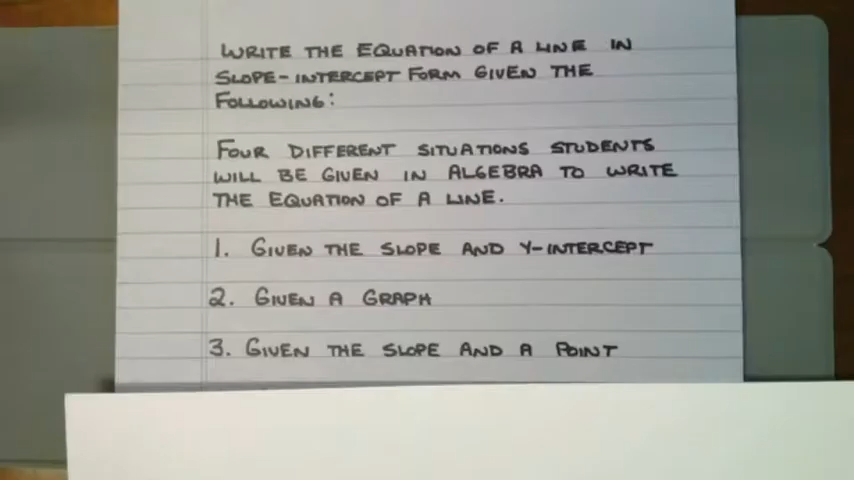 WRITE THE EQUATION OF A LINE IN
SLOPE-INTERCEPT FORM GIVEN THE
FOLLOWING:
FOUR DIFFERENT SITUATIONS STUDENTS
WILL BE GIVEN IN ALGEBRA TO WRITE
THE EQUATION OF A LINE.
1. GIVEN THE SLOPE AND Y-INTERCEPT
2. GIVEN A GRAPH
3. GIVEN THE SLOPE AND A POINT